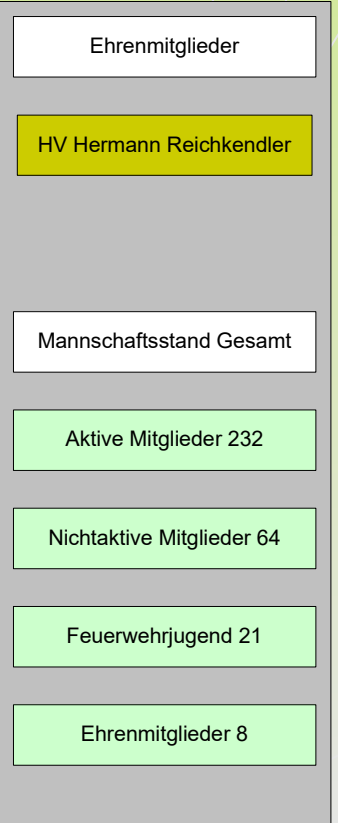 Ehrenmitglieder
HV Hermann Reichkendler
Mannschaftsstand Gesamt
Aktive Mitglieder 232
Nichtaktive Mitglieder 64
Feuerwehrjugend 21
Ehrenmitglieder 8